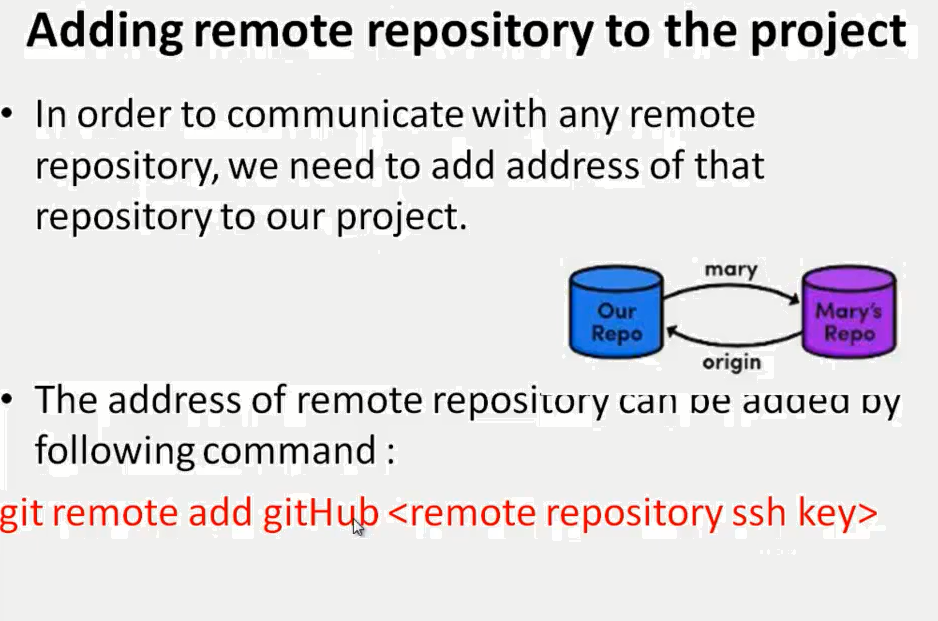 Adding remote repository to the project
• In order to communicate with any remote
repository, we need to add address of that
repository to our project.
mary
Our
Repo
Mary's
Repo
origin
• The address of remote repository can be added by
following command :
git remote add gitHub <remote repository ssh key>